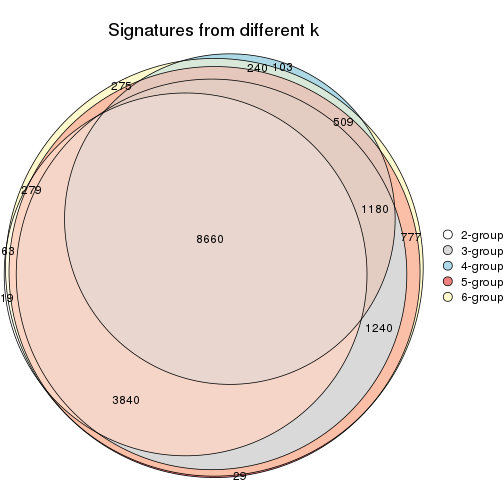 Signatures from different k
240
103
275
509
279
1180
777
8660
63
19
1240
3840
29
2-group
3-group
4-group
5-group
6-group